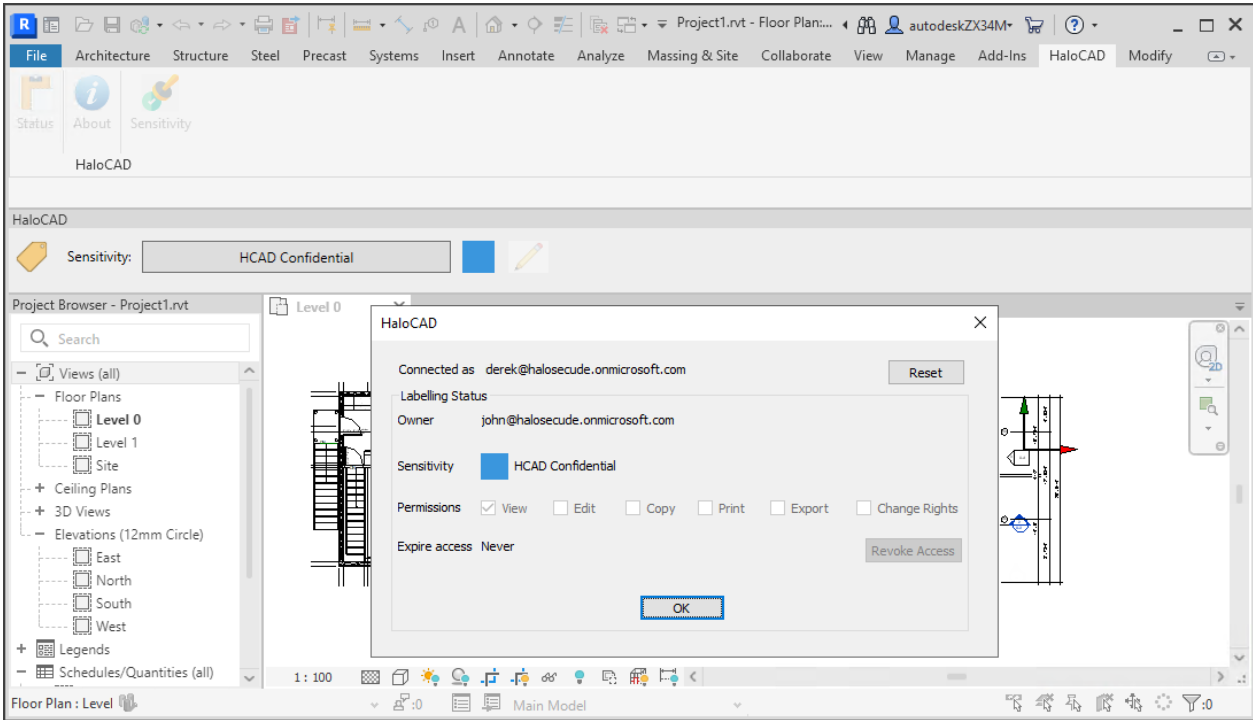 R
A
Project1.rvt - Floor Plan:...
autodeskZX34M
?
File Architecture Structure Steel Precast Systems Insert Annotate Analyze Massing & Site Collaborate View Manage Add-Ins HaloCAD Modify
Status About Sensitivity
HaloCAD
HaloCAD
Sensitivity: HCAD Confidential
Project Browser - Project1.rvt
Level 0
Search
Views (all)
Floor Plans
Level 0
Level 1
Site
Ceiling Plans
3D Views
Elevations (12mm Circle)
East
North
South
West
Legends
Schedules/Quantities (all)
HaloCAD
Connected as derek@halosecude.onmicrosoft.com Reset
Labelling Status
Owner john@halosecude.onmicrosoft.com
Sensitivity HCAD Confidential
Permissions View Edit Copy Print Export Change Rights
Expire access Never Revoke Access
OK
2D
1 : 100
Floor Plan : Level
:0
Main Model
:0